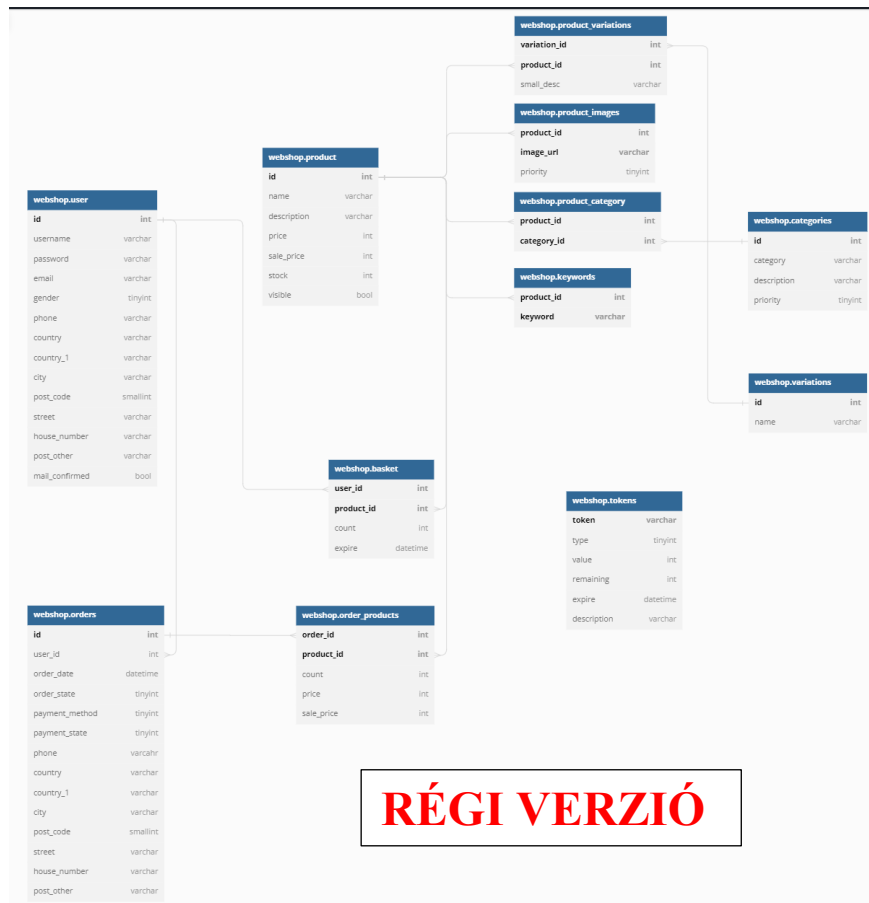 webshop.product_variations
variation_id int
product_id int
small_desc varchar
webshop.product_images
product_id int
image_url varchar
priority tinyint
webshop.product
id int
name varchar
description varchar
price int
sale_price int
stock int
visible bool
webshop.user
id int
username varchar
password varchar
email varchar
gender tinyint
phone varchar
country varchar
country_1 varchar
city varchar
post_code smallint
street varchar
house_number varchar
post_other varchar
mail_confirmed bool
webshop.product_category
product_id int
category_id int
webshop.categories
id int
category varchar
description varchar
priority tinyint
webshop.keywords
product_id int
keyword varchar
webshop.variations
id int
name varchar
webshop.basket
user_id int
product_id int
count int
expire datetime
webshop.tokens
token varchar
type tinyint
value int
remaining int
expire datetime
description varchar
webshop.orders
id int
user_id int
order_date datetime
order_state tinyint
payment_method tinyint
payment_state tinyint
phone varcahr
country varchar
country_1 varchar
city varchar
post_code smallint
street varchar
house_number varchar
post_other varchar
webshop.order_products
order_id int
product_id int
count int
price int
sale_price int
RÉGI VERZIÓ